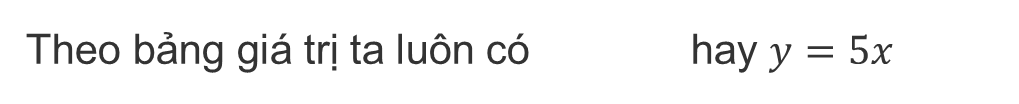 Theo bảng giá trị ta luôn có hay y = 5x